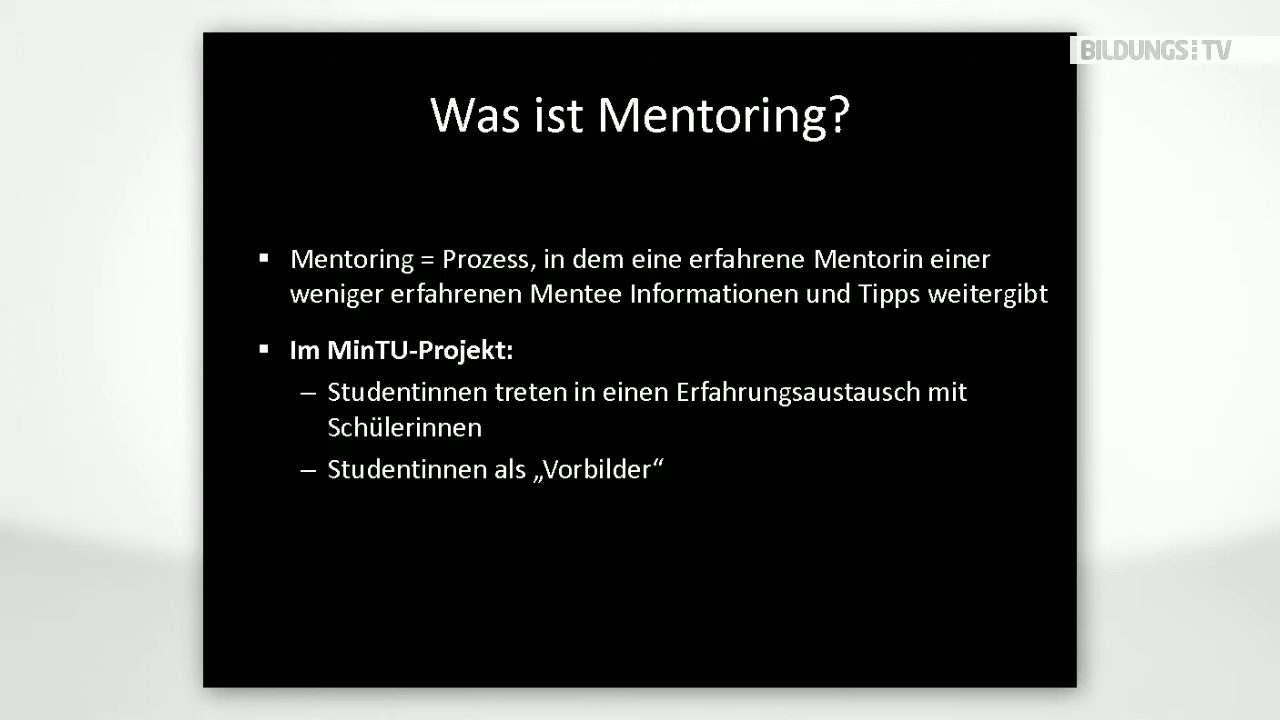 BILDUNGS:TV
Was ist Mentoring?
▪ Mentoring = Prozess, in dem eine erfahrene Mentorin einer
weniger erfahrenen Mentee Informationen und Tipps weitergibt
▪ Im MinTU-Projekt:
– Studentinnen treten in einen Erfahrungsaustausch mit
Schülerinnen
– Studentinnen als „Vorbilder“